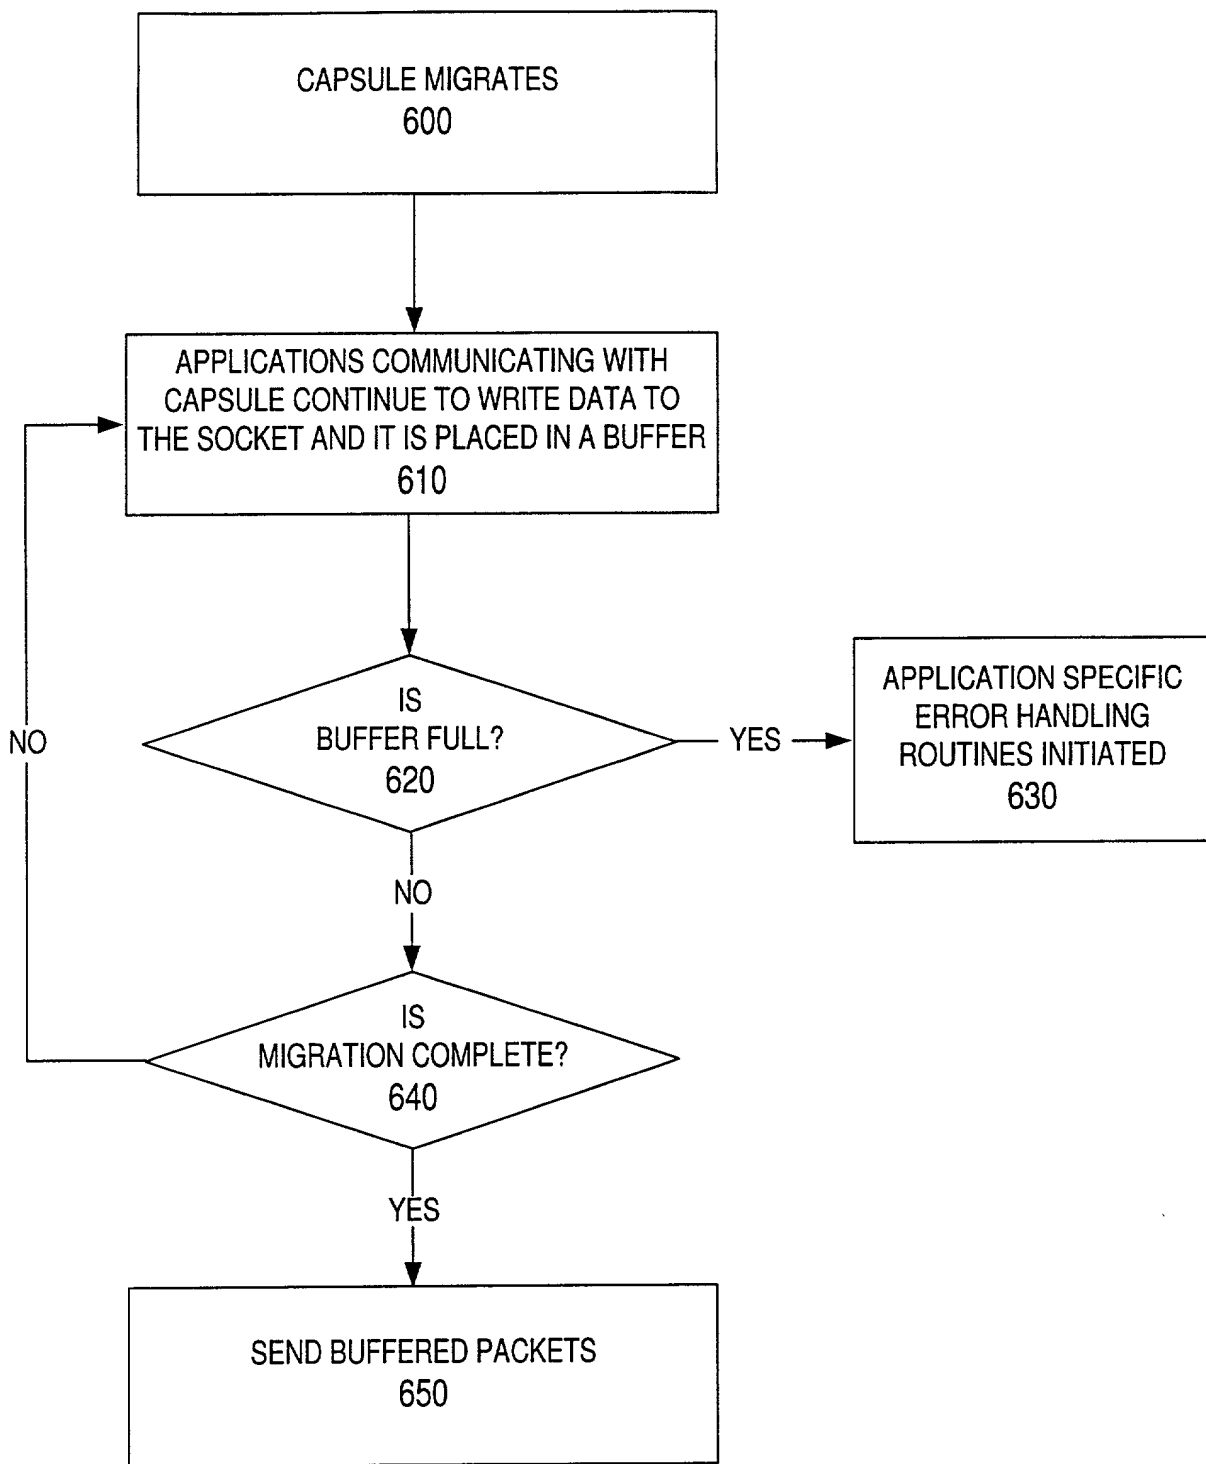 CAPSULE MIGRATES
600
APPLICATIONS COMMUNICATING WITH
CAPSULE CONTINUE TO WRITE DATA TO
THE SOCKET AND IT IS PLACED IN A BUFFER
610
IS
BUFFER FULL?
620
YES
APPLICATION SPECIFIC
ERROR HANDLING
ROUTINES INITIATED
630
NO
NO
IS
MIGRATION COMPLETE?
640
YES
SEND BUFFERED PACKETS
650